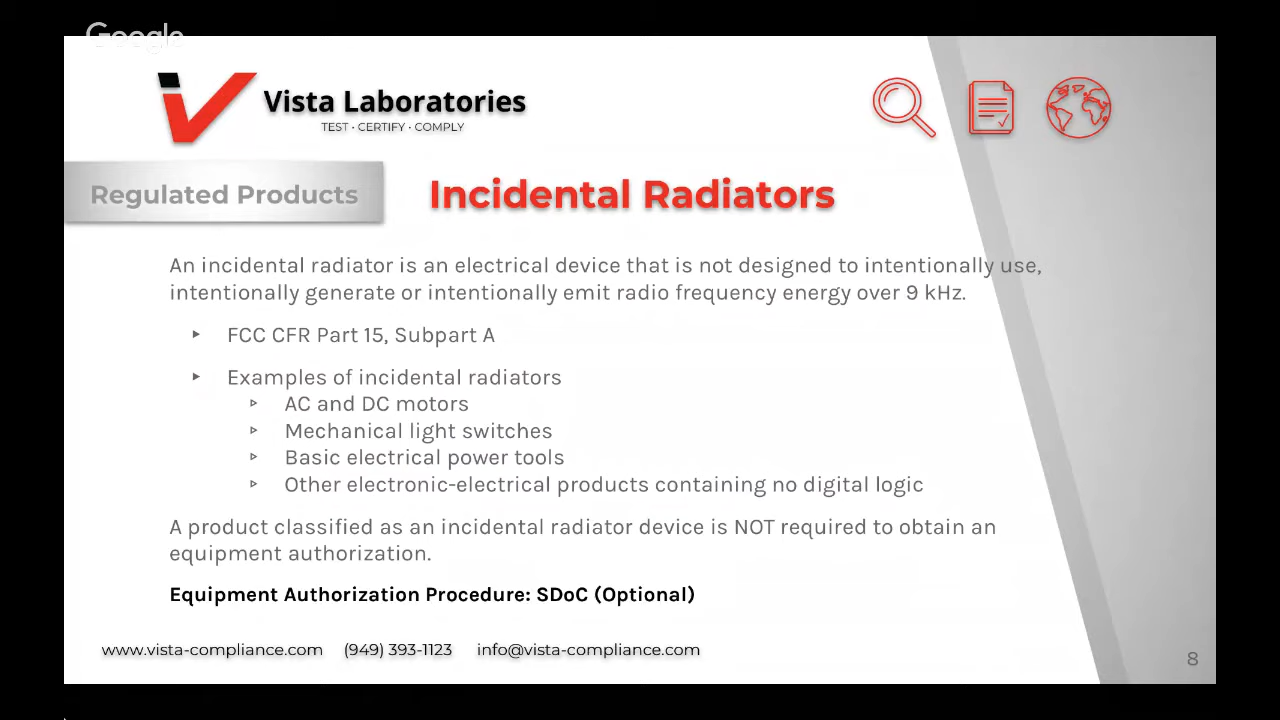 Google
Vista Laboratories
TEST · CERTIFY · COMPLY
Regulated Products
Incidental Radiators
An incidental radiator is an electrical device that is not designed to intentionally use,
intentionally generate or intentionally emit radio frequency energy over 9 kHz.
FCC CFR Part 15, Subpart A
Examples of incidental radiators
AC and DC motors
Mechanical light switches
Basic electrical power tools
Other electronic-electrical products containing no digital logic
A product classified as an incidental radiator device is NOT required to obtain an
equipment authorization.
Equipment Authorization Procedure: SDoC (Optional)
www.vista-compliance.com (949) 393-1123 info@vista-compliance.com
8